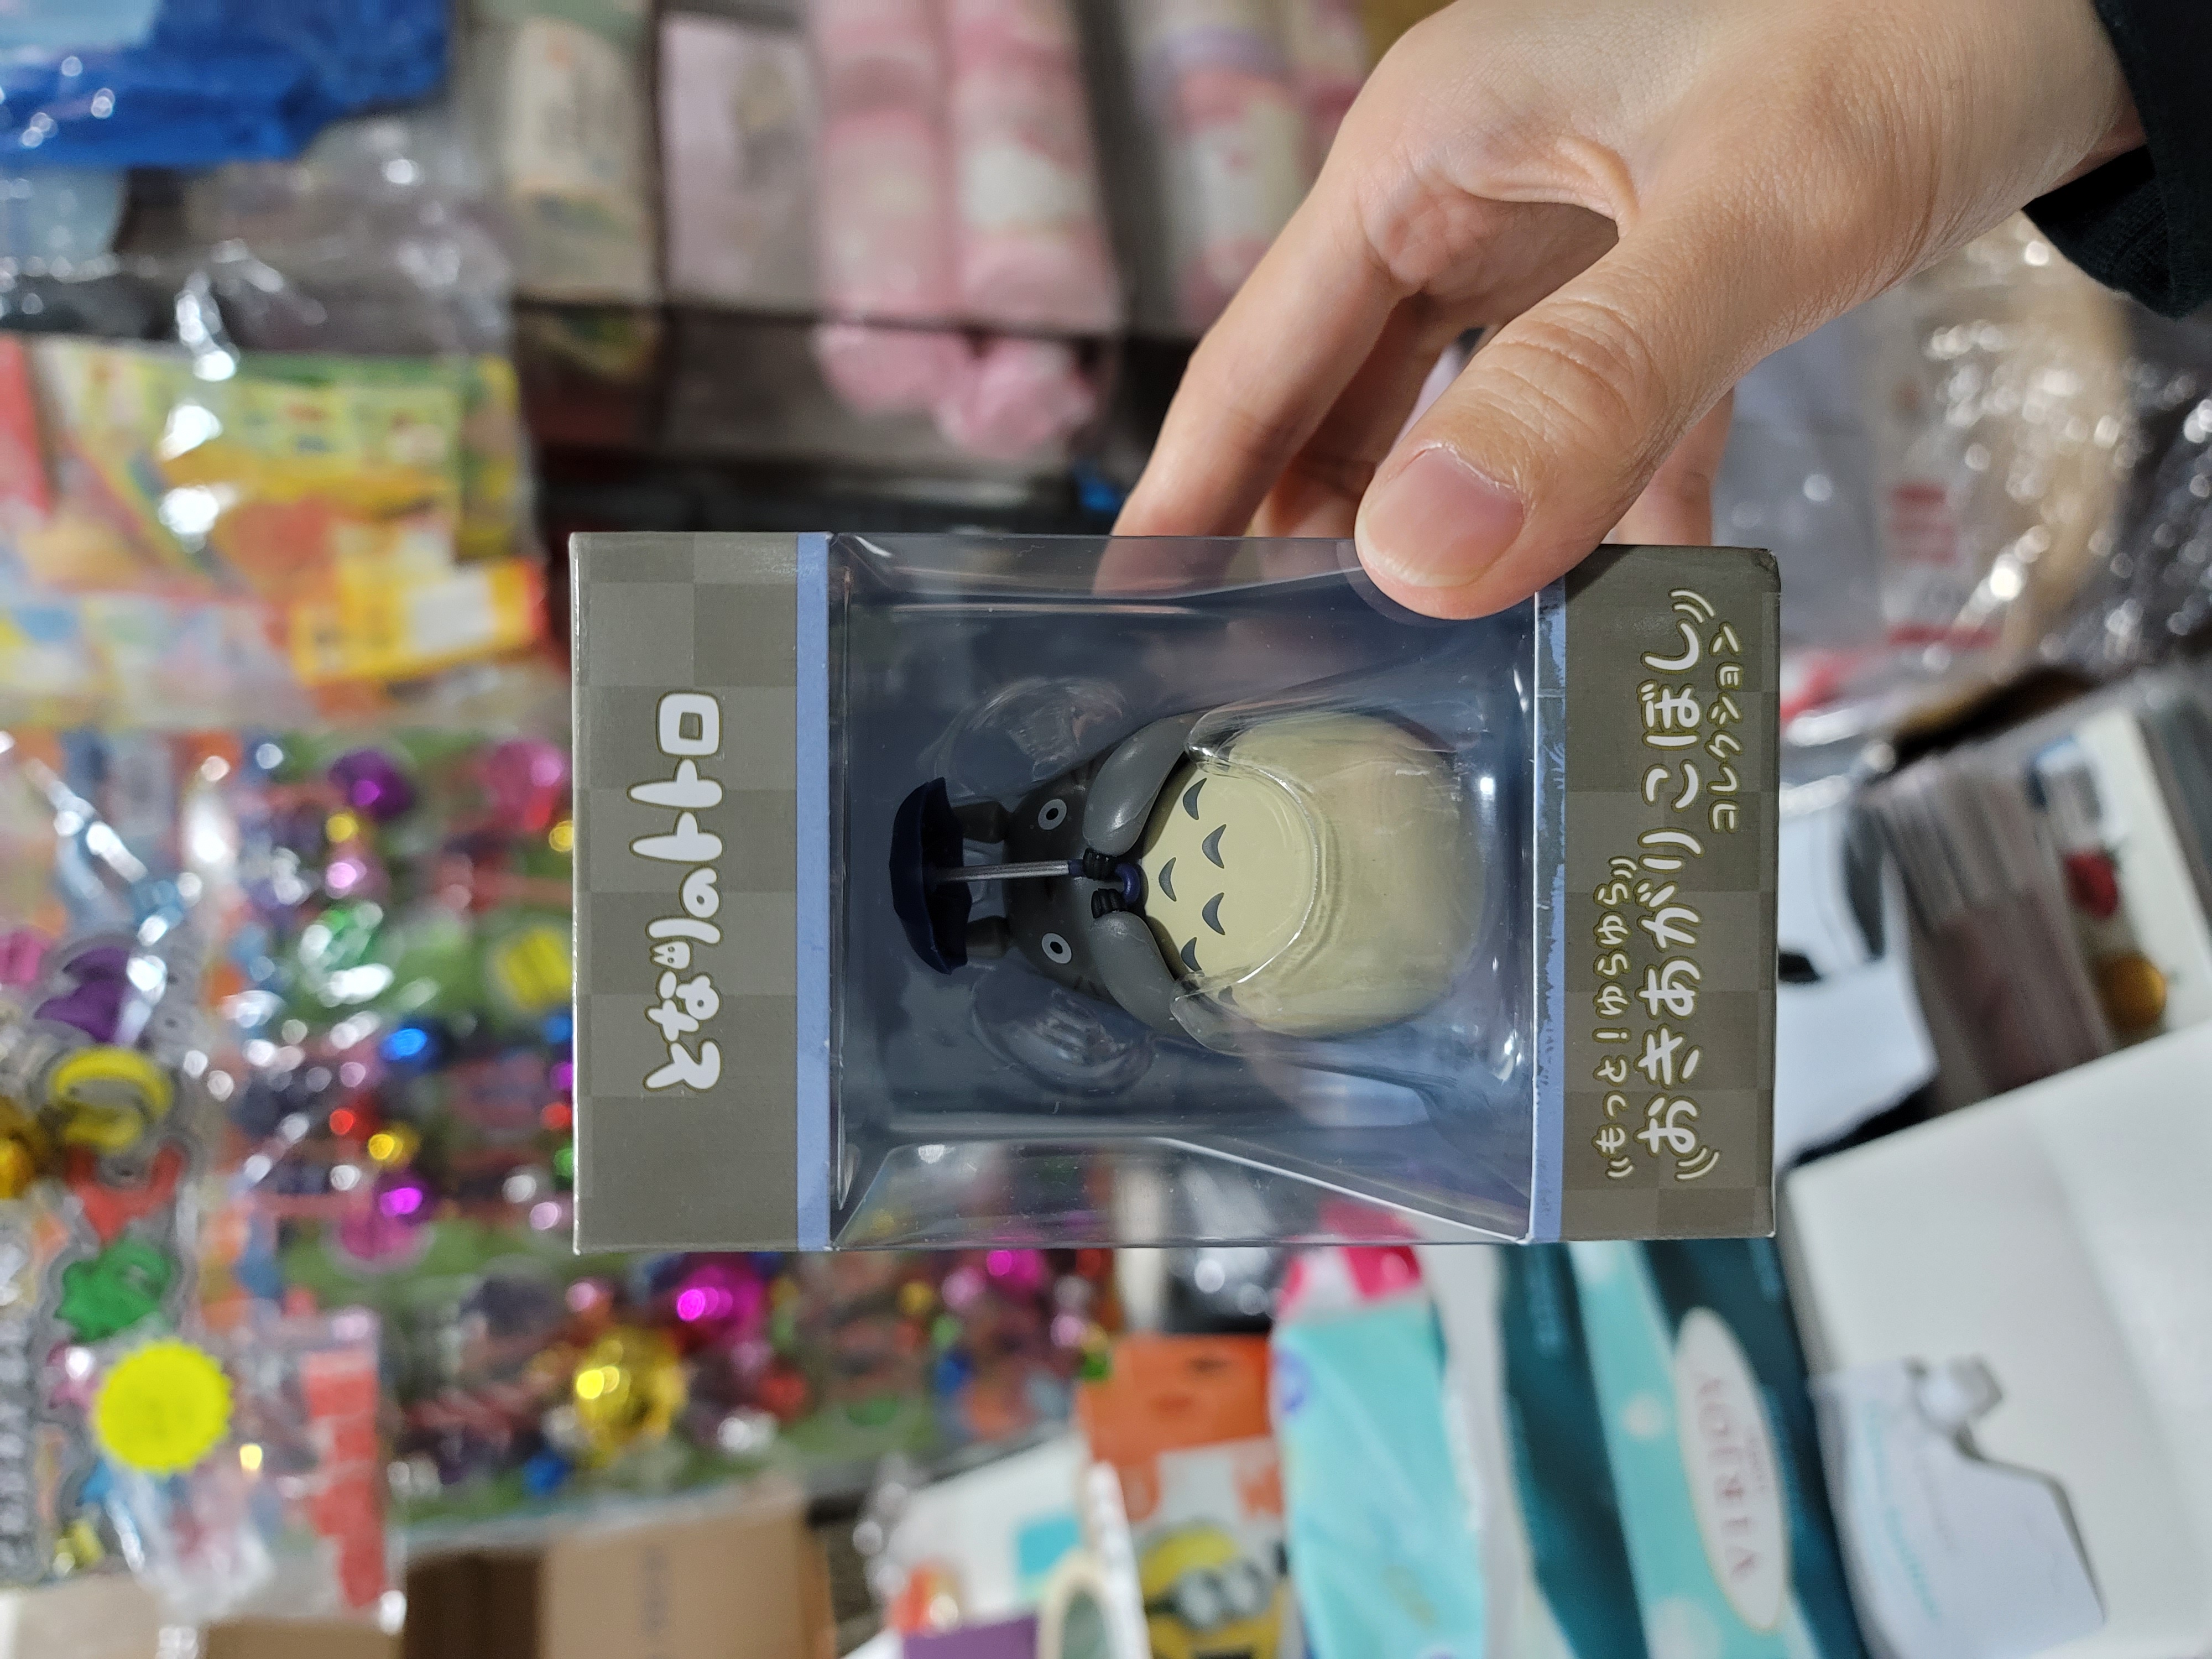 となりのトトロ
もっと!ゆらゆら
おきあがりこぼし
コレクション